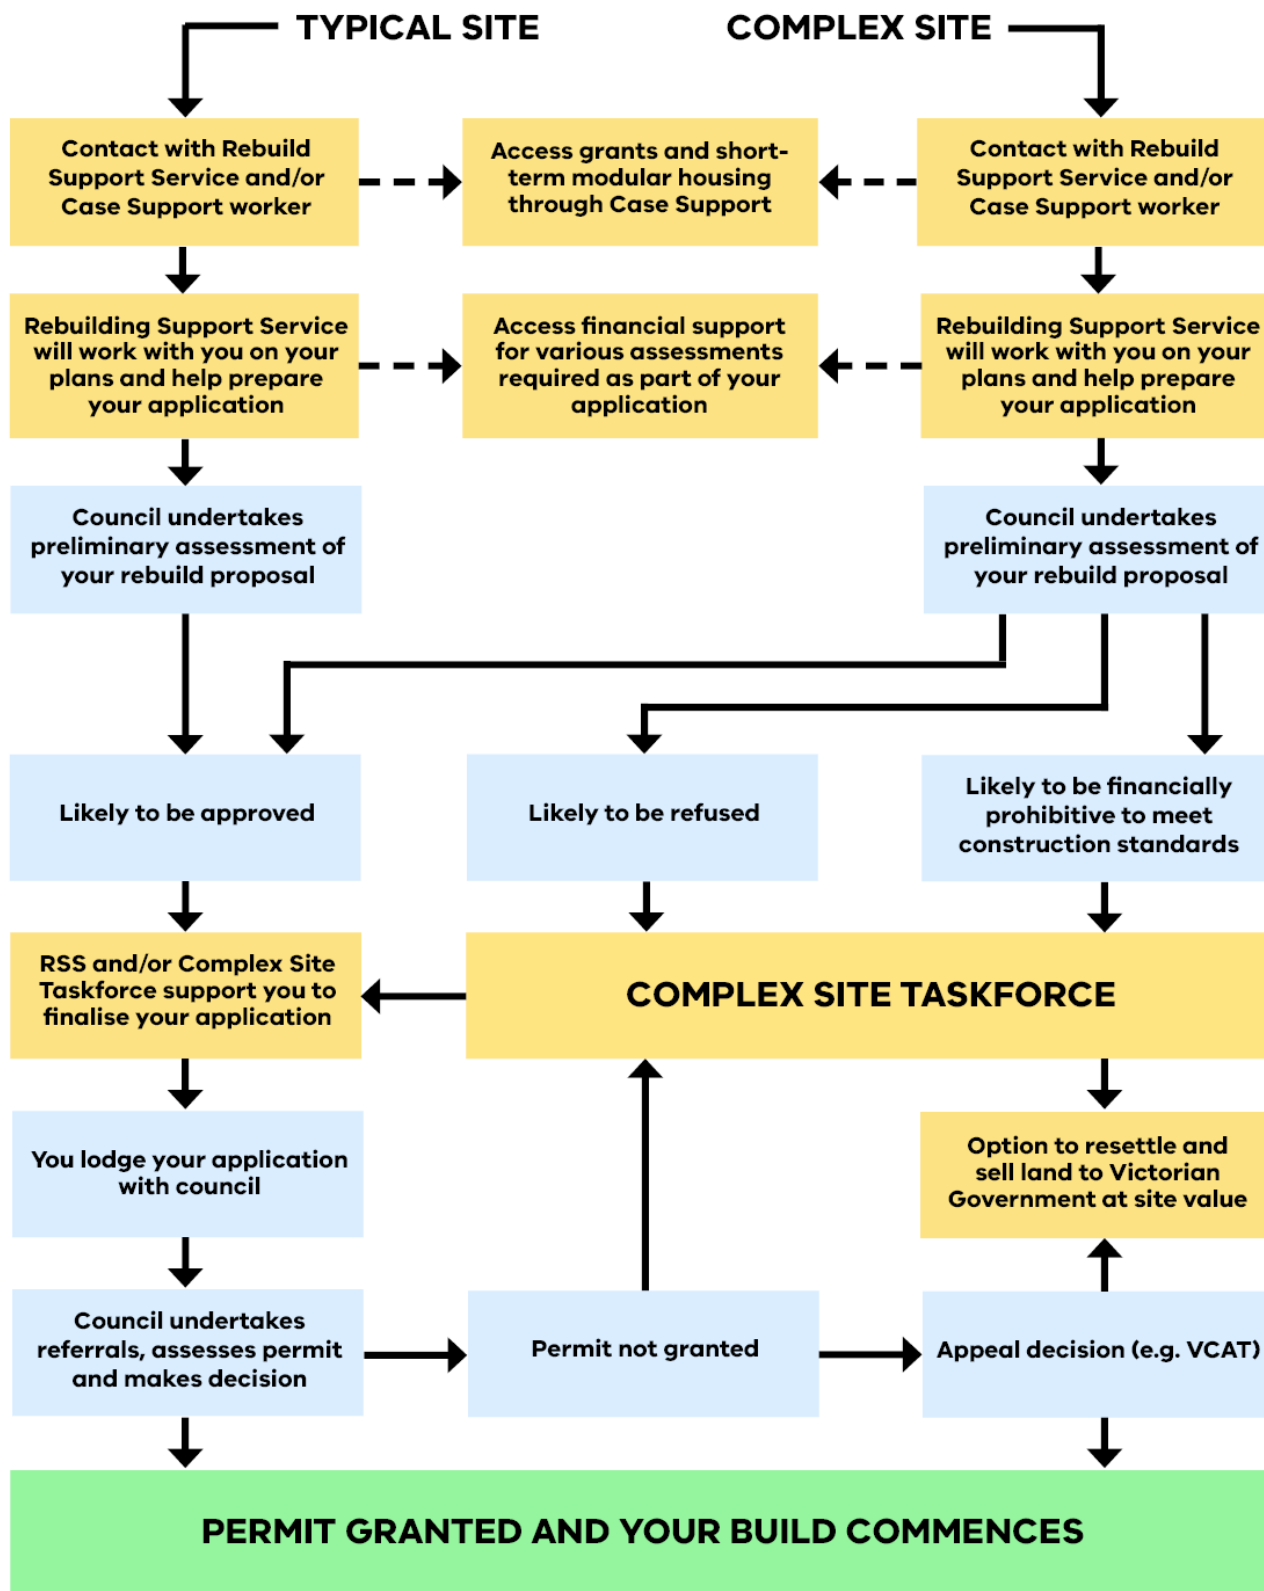 TYPICAL SITE
COMPLEX SITE
Contact with Rebuild
Support Service and/or
Case Support worker
Access grants and short-
term modular housing
through Case Support
Contact with Rebuild
Support Service and/or
Case Support worker
Rebuilding Support Service
will work with you on your
plans and help prepare
your application
Access financial support
for various assessments
required as part of your
application
Rebuilding Support Service
will work with you on your
plans and help prepare
your application
Council undertakes
preliminary assessment of
your rebuild proposal
Council undertakes
preliminary assessment of
your rebuild proposal
Likely to be approved
Likely to be refused
Likely to be financially
prohibitive to meet
construction standards
RSS and/or Complex Site
Taskforce support you to
finalise your application
COMPLEX SITE TASKFORCE
You lodge your application
with council
Option to resettle and
sell land to Victorian
Government at site value
Council undertakes
referrals, assesses permit
and makes decision
Permit not granted
Appeal decision (e.g. VCAT)
PERMIT GRANTED AND YOUR BUILD COMMENCES